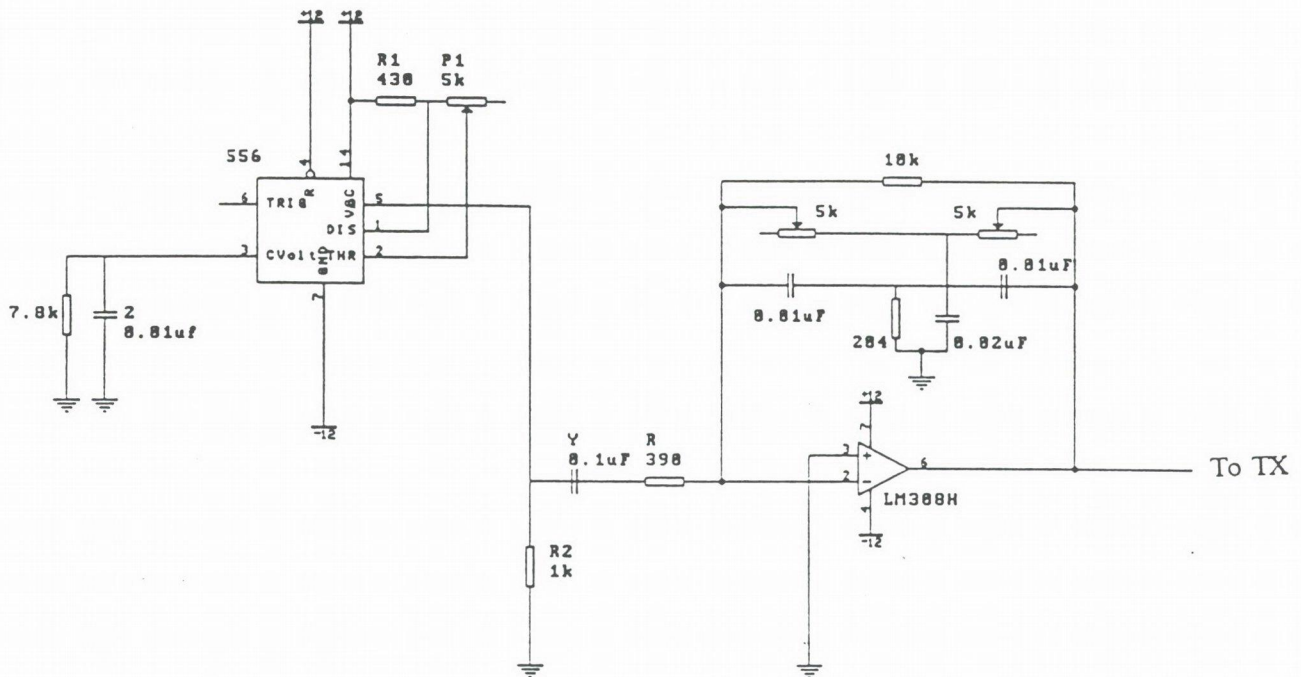 +12 +12
R1 P1
430 5k
556
4 14
6 TRIG R VCC Q 5
DIS 1
3 CVolt THR 2
GND
7
7.8k 2
0.01uf
-12
10k
5k 5k
0.01uF
0.01uF
204 0.02uF
+12
7
Y R
0.1uF 390
3 +
2 -
6
To TX
LM308H
4
-12
R2
1k